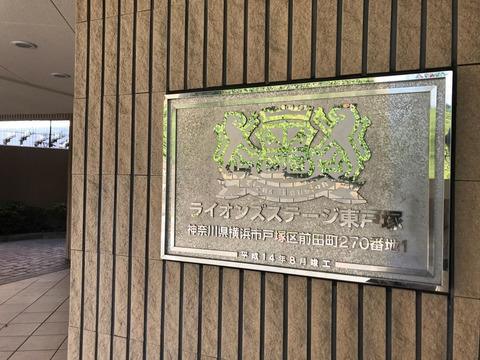 ライオンズステージ東戸塚
神奈川県横浜市戸塚区前田町270番地1
平成14年8月竣工